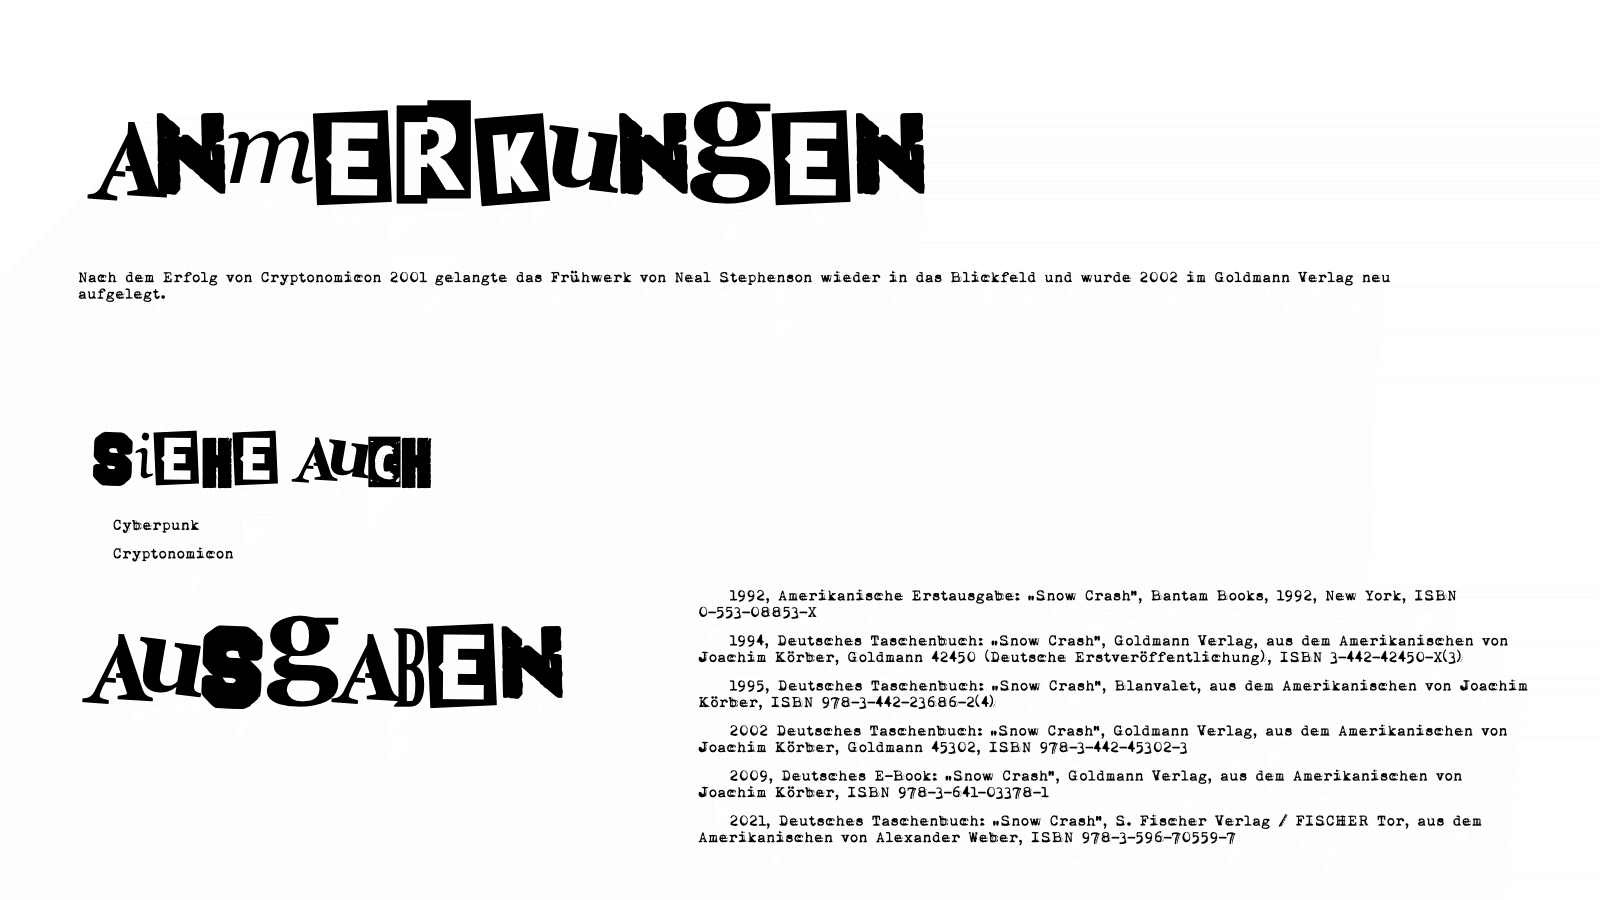 ANmERKuNgEN
Nach dem Erfolg von Cryptonomicon 2001 gelangte das Frühwerk von Neal Stephenson wieder in das Blickfeld und wurde 2002 im Goldmann Verlag neu
aufgelegt.
SiEHE AuCH
Cyberpunk
Cryptonomicon
AuSgABEN
1992, Amerikanische Erstausgabe: „Snow Crash", Bantam Books, 1992, New York, ISBN
0-553-08853-X
1994, Deutsches Taschenbuch: „Snow Crash", Goldmann Verlag, aus dem Amerikanischen von
Joachim Körber, Goldmann 42450 (Deutsche Erstveröffentlichung), ISBN 3-442-42450-X(3)
1995, Deutsches Taschenbuch: „Snow Crash", Blanvalet, aus dem Amerikanischen von Joachim
Körber, ISBN 978-3-442-23686-2(4)
2002 Deutsches Taschenbuch: „Snow Crash", Goldmann Verlag, aus dem Amerikanischen von
Joachim Körber, Goldmann 45302, ISBN 978-3-442-45302-3
2009, Deutsches E-Book: „Snow Crash", Goldmann Verlag, aus dem Amerikanischen von
Joachim Körber, ISBN 978-3-641-03378-1
2021, Deutsches Taschenbuch: „Snow Crash", S. Fischer Verlag / FISCHER Tor, aus dem
Amerikanischen von Alexander Weber, ISBN 978-3-596-70559-7